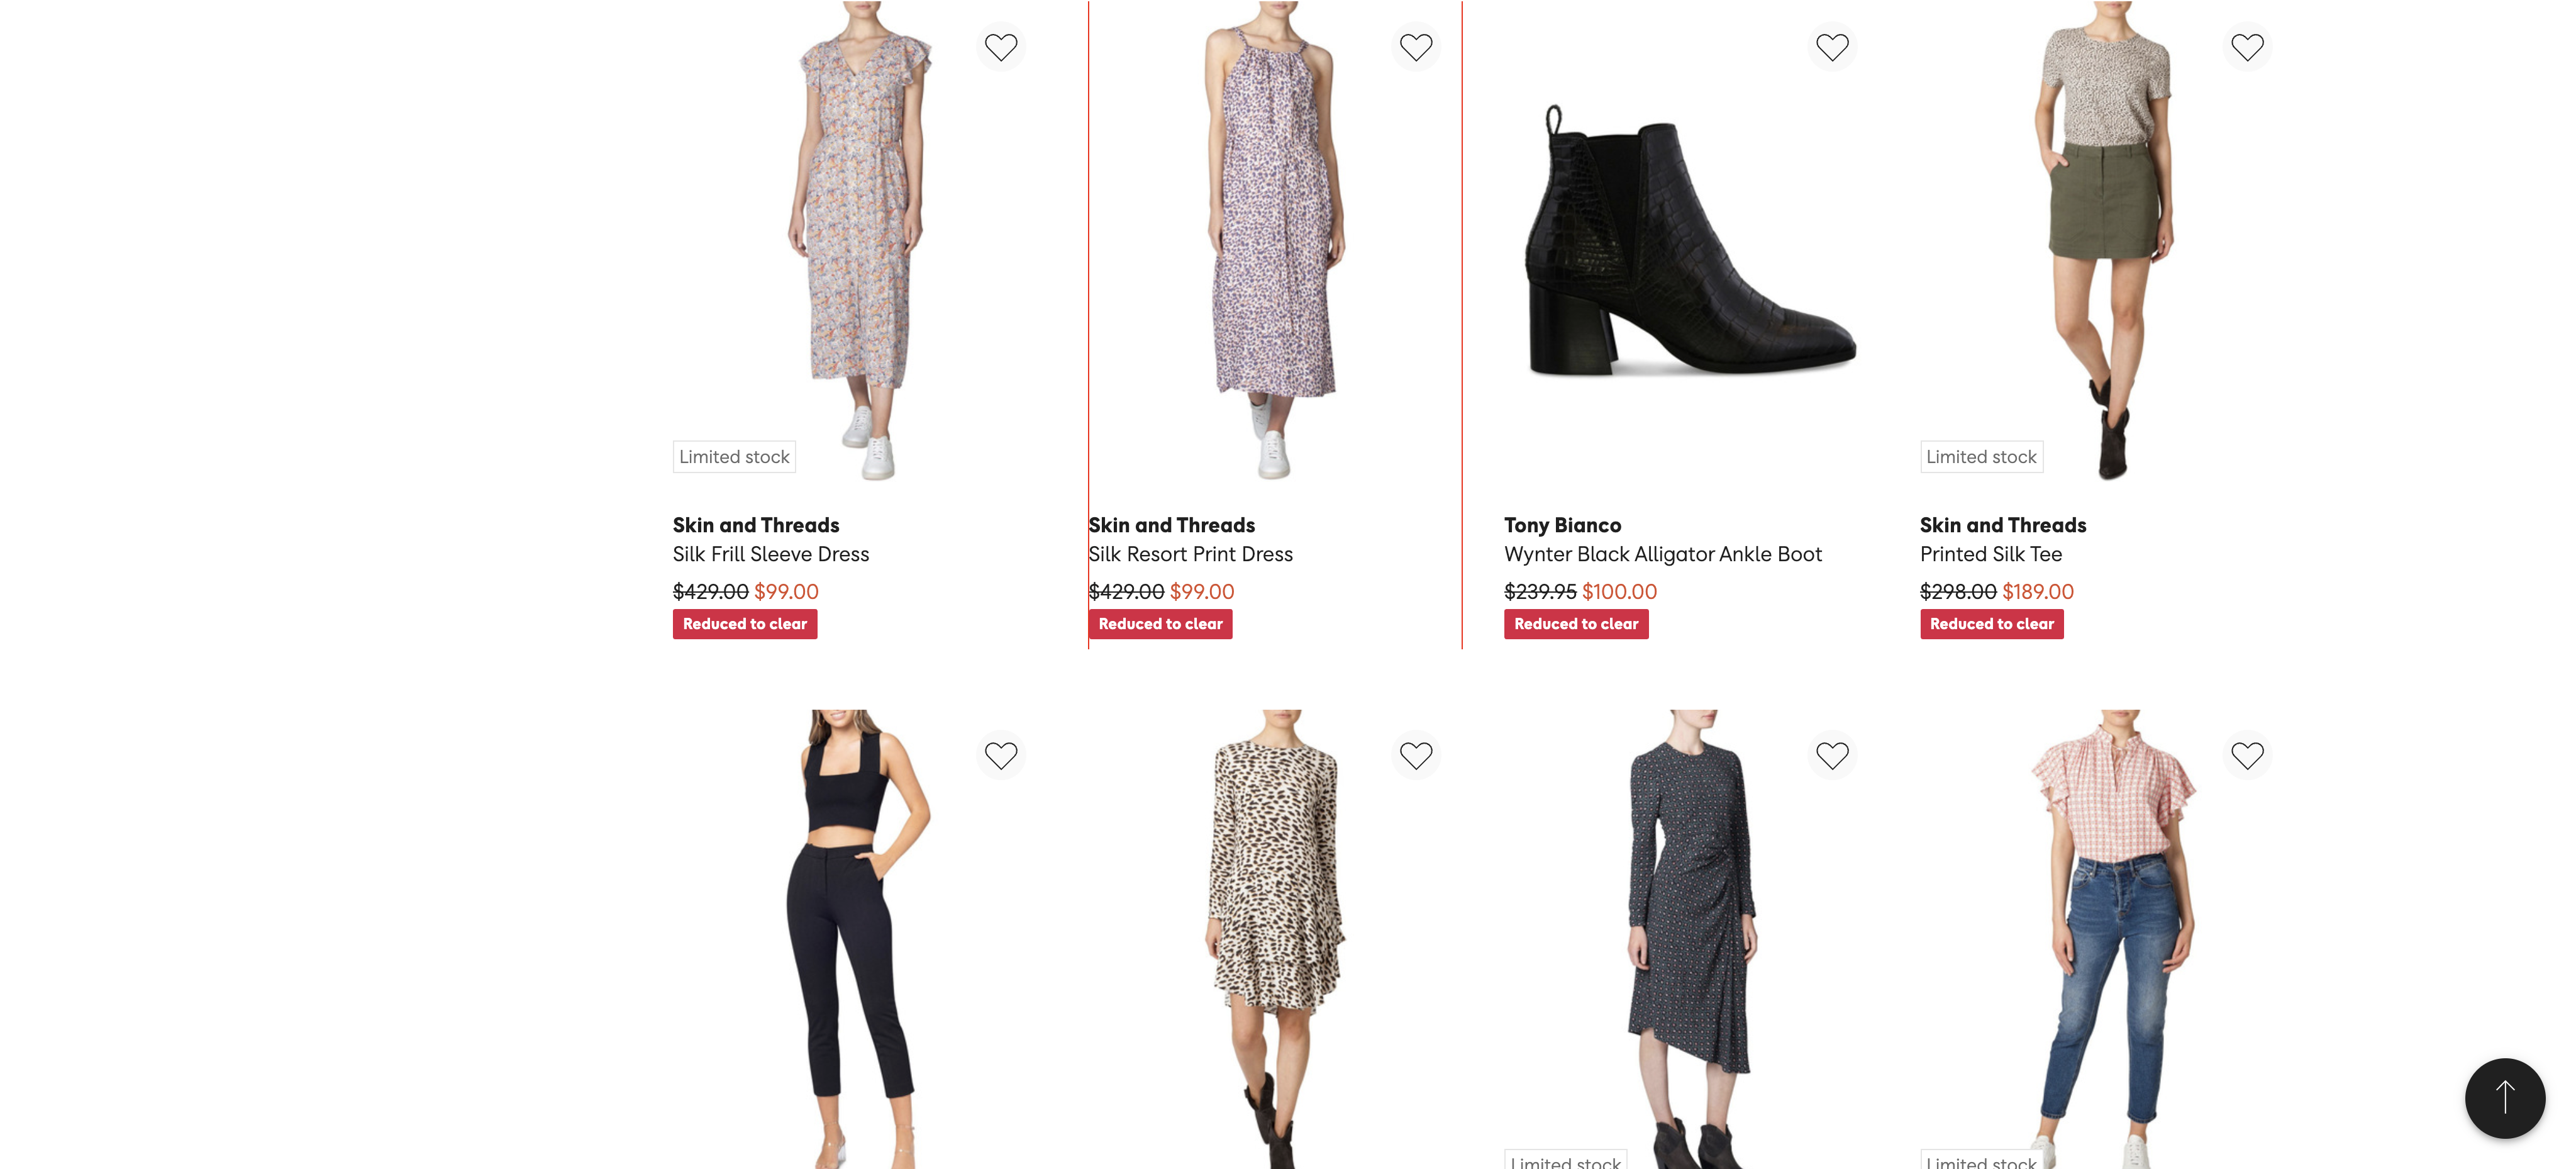 Limited stock
Skin and Threads
Silk Frill Sleeve Dress
$429.00 $99.00
Reduced to clear
Skin and Threads
Silk Resort Print Dress
$429.00 $99.00
Reduced to clear
Tony Bianco
Wynter Black Alligator Ankle Boot
$239.95 $100.00
Reduced to clear
Limited stock
Skin and Threads
Printed Silk Tee
$298.00 $189.00
Reduced to clear
Limited stock
Limited stock